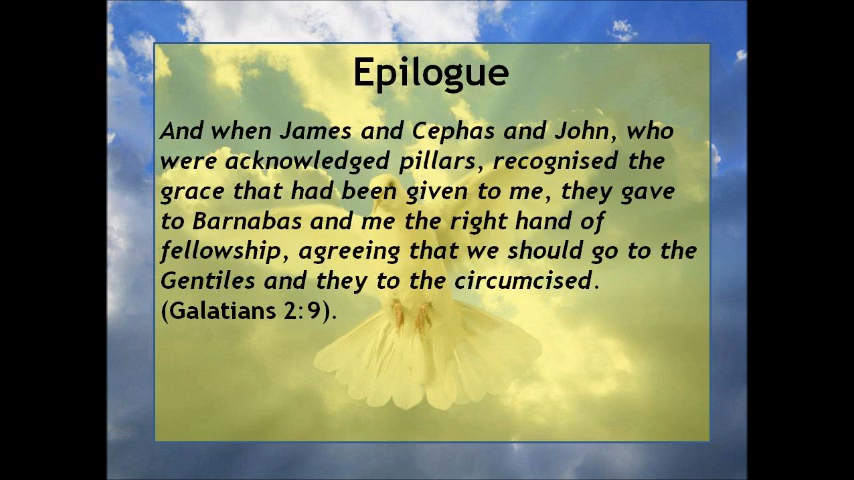 Epilogue
And when James and Cephas and John, who
were acknowledged pillars, recognised the
grace that had been given to me, they gave
to Barnabas and me the right hand of
fellowship, agreeing that we should go to the
Gentiles and they to the circumcised.
(Galatians 2:9).